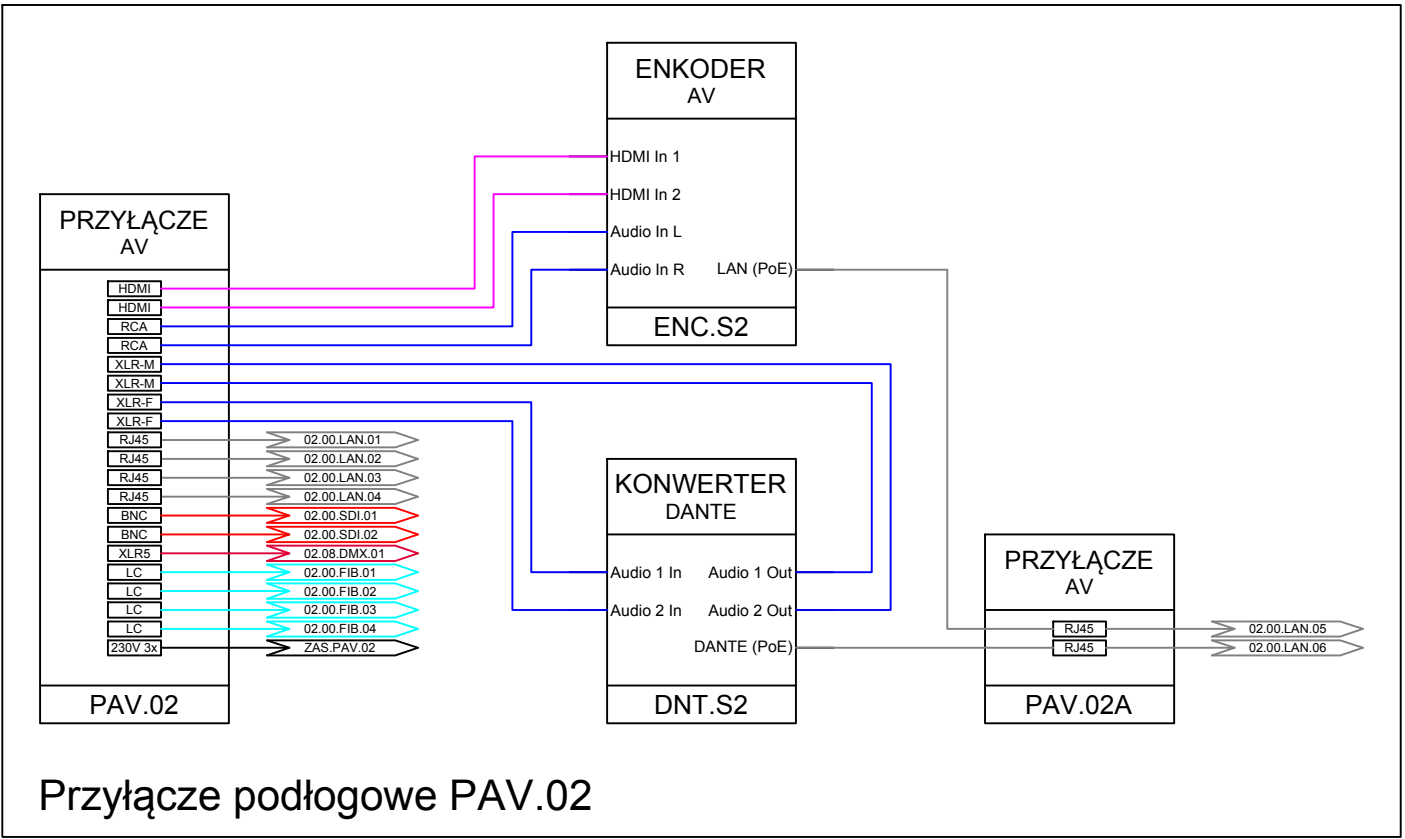 ENKODER
AV
HDMI In 1
HDMI In 2
Audio In L
Audio In R LAN (PoE)
ENC.S2
PRZYŁĄCZE
AV
HDMI
HDMI
RCA
RCA
XLR-M
XLR-M
XLR-F
XLR-F
RJ45 02.00.LAN.01
RJ45 02.00.LAN.02
RJ45 02.00.LAN.03
RJ45 02.00.LAN.04
BNC 02.00.SDI.01
BNC 02.00.SDI.02
XLR5 02.08.DMX.01
LC 02.00.FIB.01
LC 02.00.FIB.02
LC 02.00.FIB.03
LC 02.00.FIB.04
230V 3x ZAS.PAV.02
PAV.02
KONWERTER
DANTE
Audio 1 In Audio 1 Out
Audio 2 In Audio 2 Out
DANTE (PoE)
DNT.S2
PRZYŁĄCZE
AV
RJ45 02.00.LAN.05
RJ45 02.00.LAN.06
PAV.02A
Przyłącze podłogowe PAV.02